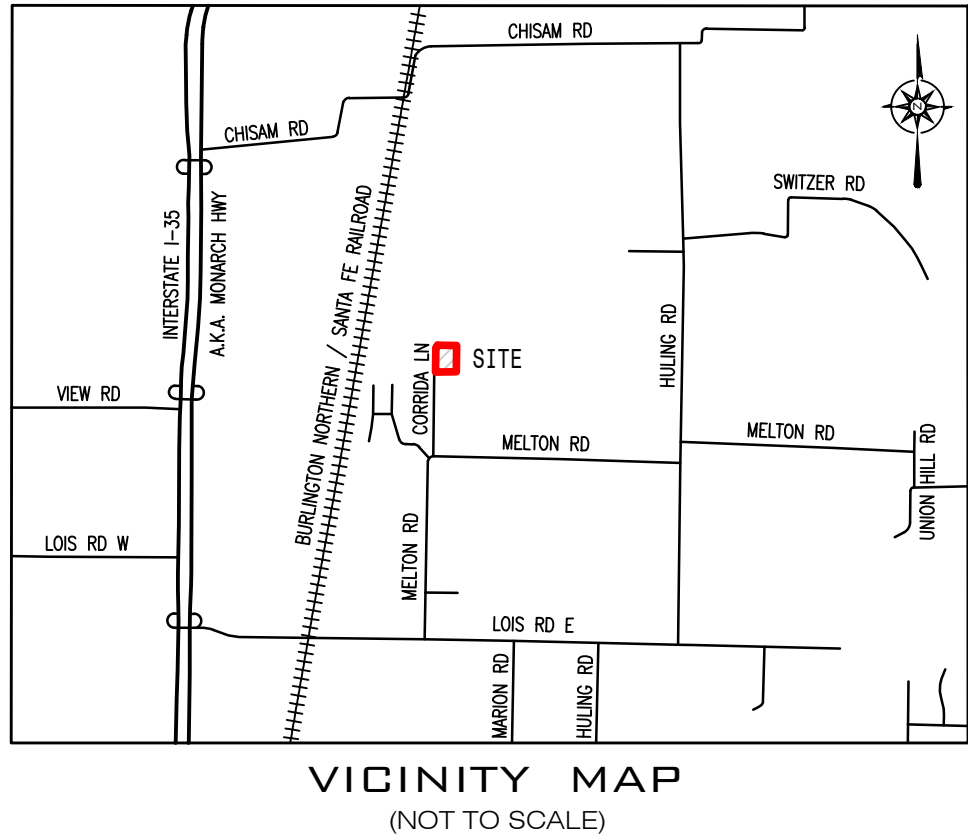 CHISAM RD
CHISAM RD
SWITZER RD
N
INTERSTATE I-35
A.K.A. MONARCH HWY
BURLINGTON NORTHERN / SANTA FE RAILROAD
HULING RD
CORRIDA LN
SITE
VIEW RD
MELTON RD
MELTON RD
UNION HILL RD
LOIS RD W
MELTON RD
LOIS RD E
MARION RD
HULING RD
VICINITY MAP
(NOT TO SCALE)